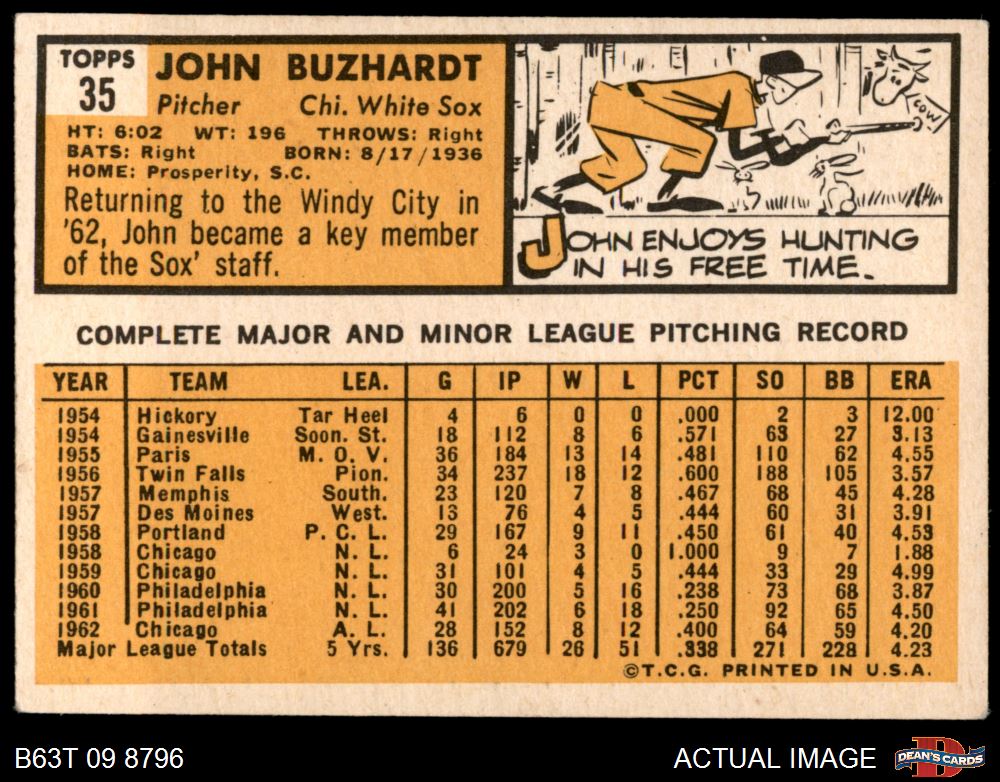 TOPPS
35
JOHN BUZHARDT
Pitcher Chi. White Sox
HT: 6:02 WT: 196 THROWS: Right
BATS: Right BORN: 8/17/1936
HOME: Prosperity, S.C.
Returning to the Windy City in
'62, John became a key member
of the Sox' staff.
COW
JOHN ENJOYS HUNTING
IN HIS FREE TIME.
COMPLETE MAJOR AND MINOR LEAGUE PITCHING RECORD
YEAR TEAM LEA. G IP W L PCT SO BB ERA
1954 Hickory Tar Heel 4 6 0 0 .000 2 3 12.00
1954 Gainesville Soon. St. 18 112 8 6 .571 63 27 3.13
1955 Paris M. O. V. 36 184 13 14 .481 110 62 4.55
1956 Twin Falls Pion. 34 237 18 12 .600 188 105 3.57
1957 Memphis South. 23 120 7 8 .467 68 45 4.28
1957 Des Moines West. 13 76 4 5 .444 60 31 3.91
1958 Portland P. C. L. 29 167 9 11 .450 61 40 4.53
1958 Chicago N. L. 6 24 3 0 1.000 9 7 1.88
1959 Chicago N. L. 31 101 4 5 .444 33 29 4.99
1960 Philadelphia N. L. 30 200 5 16 .238 73 68 3.87
1961 Philadelphia N. L. 41 202 6 18 .250 92 65 4.50
1962 Chicago A. L. 28 152 8 12 .400 64 59 4.20
Major League Totals 5 Yrs. 136 679 26 51 .338 271 228 4.23
©T.C.G. PRINTED IN U.S.A.
B63T 09 8796 ACTUAL IMAGE
D
DEAN'S CARDS